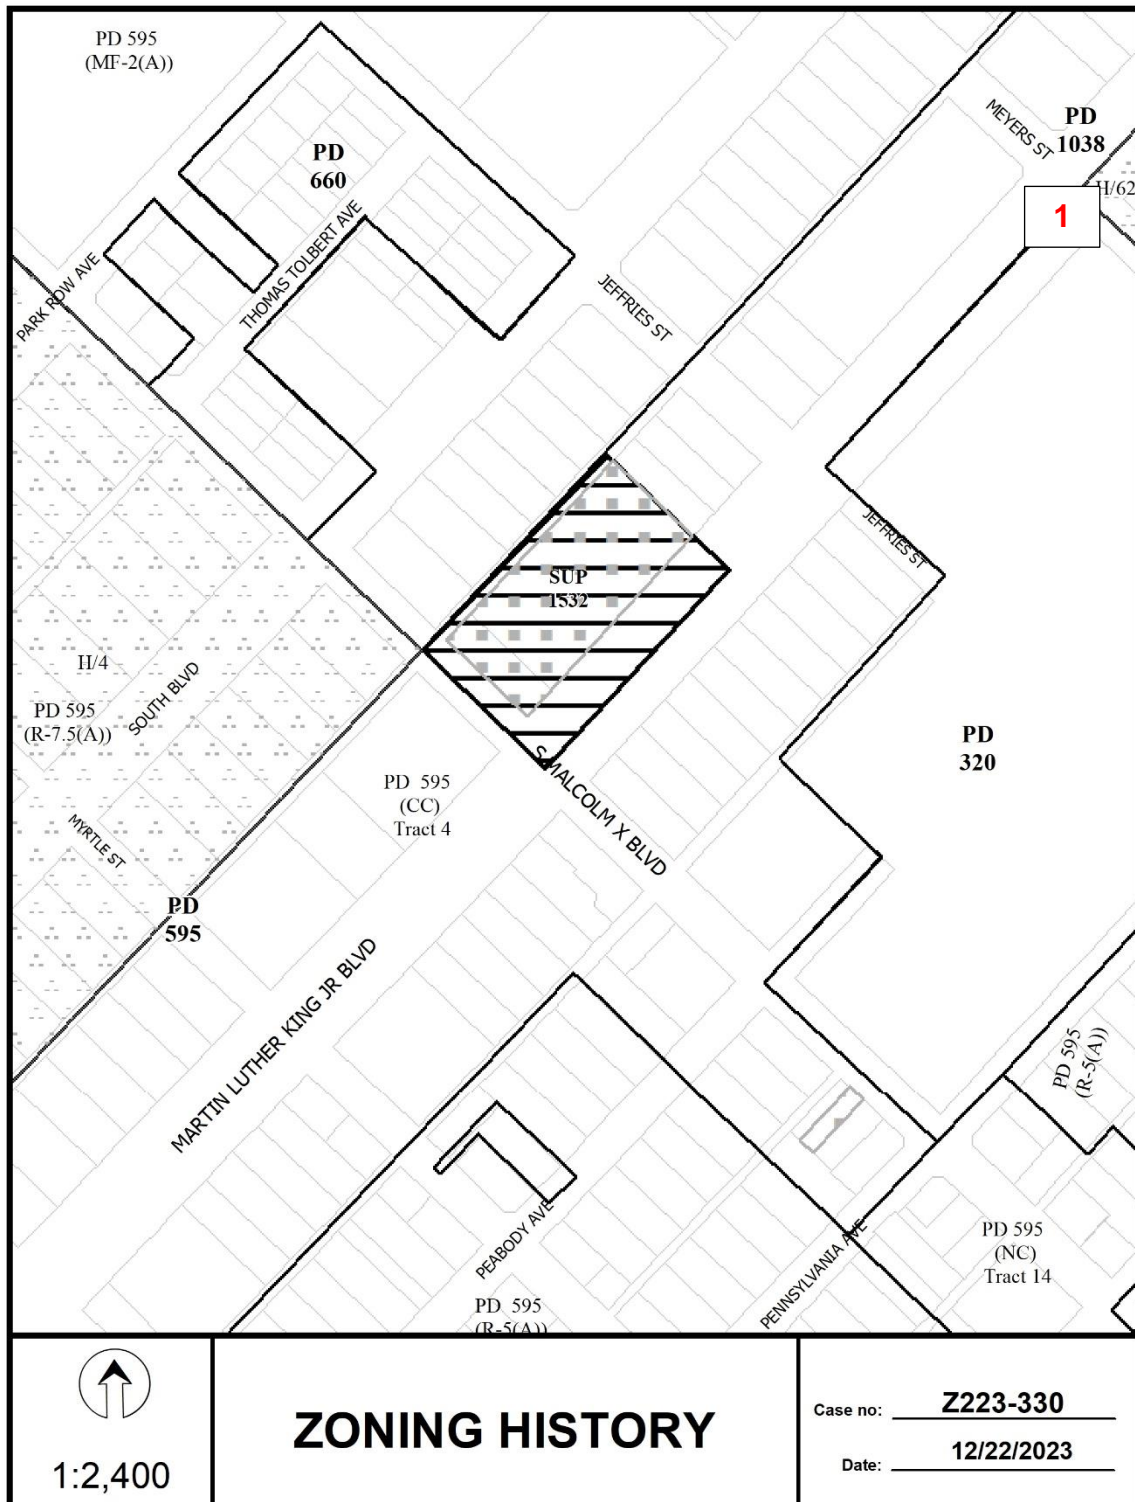 PD 595
(MF-2(A))
PD
660
MEYERS ST
PD
1038
H/62
1
THOMAS TOLBERT AVE
PARK ROW AVE
JEFFRIES ST
JEFFRIES ST
SUP
1532
H/4
SOUTH BLVD
PD 595
(R-7.5(A))
PD 595
(CC)
Tract 4
S MALCOLM X BLVD
PD
320
MYRTLE ST
PD
595
MARTIN LUTHER KING JR BLVD
PD 595
(R-5(A))
PEABODY AVE
PENNSYLVANIA AVE
PD 595
(NC)
Tract 14
PD 595
(R-5(A))
1:2,400
ZONING HISTORY
Case no: Z223-330
Date: 12/22/2023